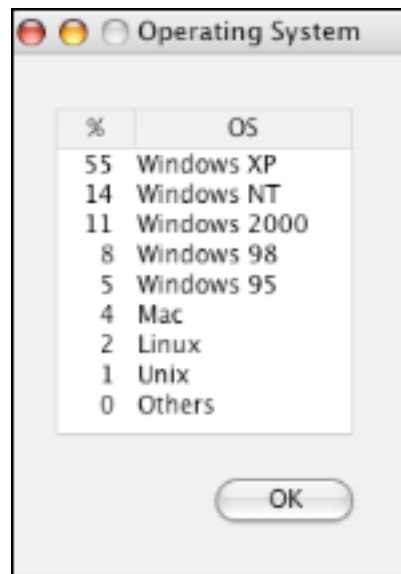 Operating System
% OS
55 Windows XP
14 Windows NT
11 Windows 2000
8 Windows 98
5 Windows 95
4 Mac
2 Linux
1 Unix
0 Others
OK